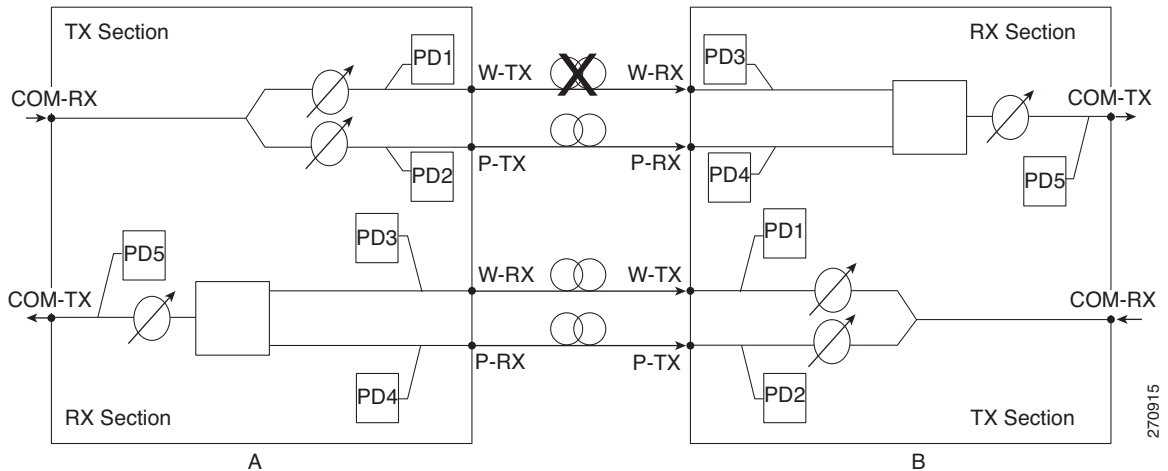 TX Section
RX Section
PD1
W-TX
W-RX
PD3
COM-RX
COM-TX
PD2
P-TX
P-RX
PD4
PD5
PD5
PD3
PD1
W-RX
W-TX
COM-TX
COM-RX
P-RX
P-TX
PD4
PD2
RX Section
TX Section
A
B
270915